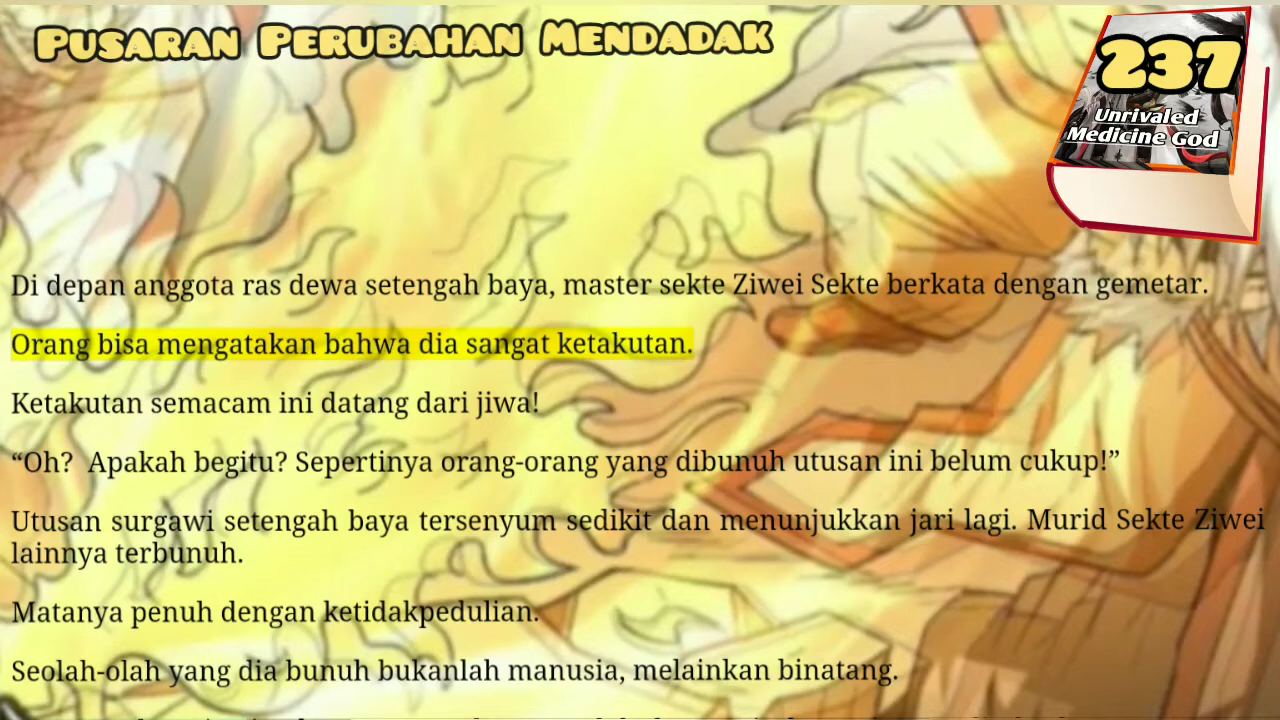 Pusaran Perubahan Mendadak
237
Unrivaled
Medicine God
Di depan anggota ras dewa setengah baya, master sekte Ziwei Sekte berkata dengan gemetar.
Orang bisa mengatakan bahwa dia sangat ketakutan.
Ketakutan semacam ini datang dari jiwa!
“Oh?  Apakah begitu? Sepertinya orang-orang yang dibunuh utusan ini belum cukup!”
Utusan surgawi setengah baya tersenyum sedikit dan menunjukkan jari lagi. Murid Sekte Ziwei
lainnya terbunuh.
Matanya penuh dengan ketidakpedulian.
Seolah-olah yang dia bunuh bukanlah manusia, melainkan binatang.